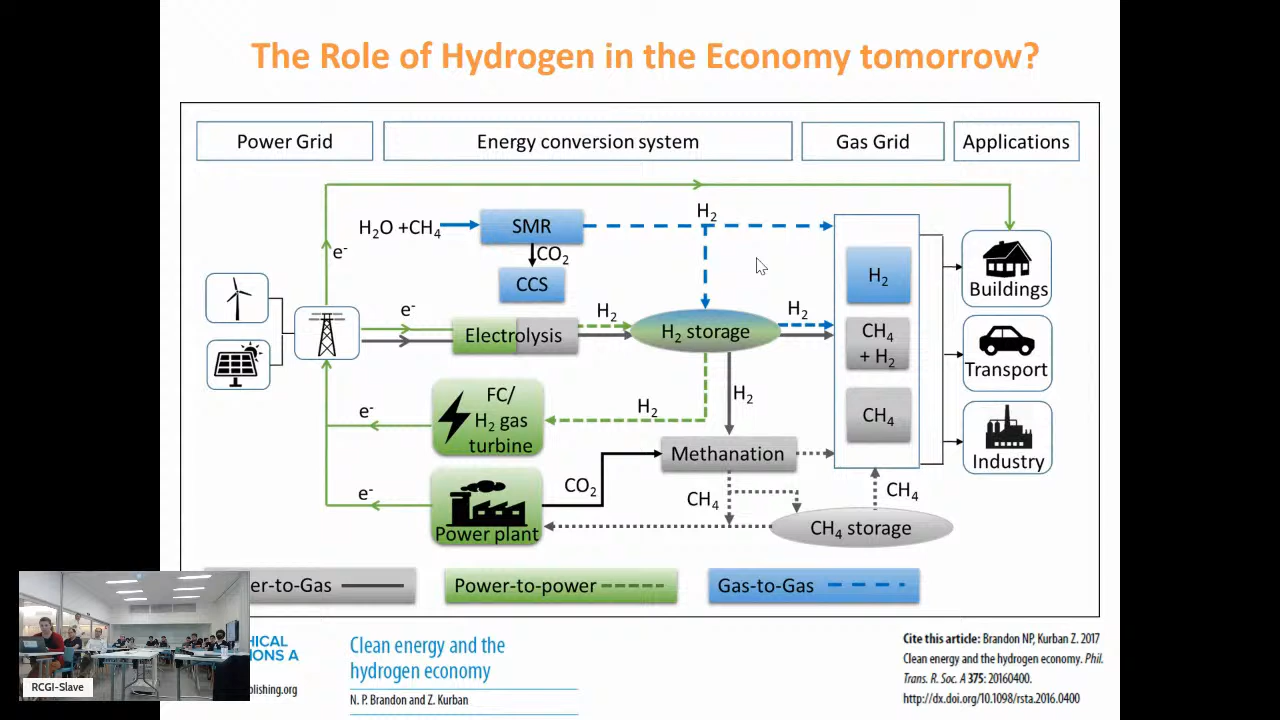 The Role of Hydrogen in the Economy tomorrow?
Power Grid
Energy conversion system
Gas Grid
Applications
H₂O +CH₄
SMR
H₂
e⁻
CO₂
CCS
H₂
Buildings
e⁻
Electrolysis
H₂
H₂ storage
H₂
CH₄
+ H₂
Transport
e⁻
FC/
H₂ gas
turbine
H₂
H₂
CH₄
Methanation
Industry
e⁻
CO₂
Power plant
CH₄
CH₄
CH₄ storage
er-to-Gas
Power-to-power
Gas-to-Gas
HICAL
ONS A
publishing.org
RCGI-Slave
Clean energy and the
hydrogen economy
N. P. Brandon and Z. Kurban
Cite this article: Brandon NP, Kurban Z. 2017
Clean energy and the hydrogen economy. Phil.
Trans. R. Soc. A 375: 20160400.
http://dx.doi.org/10.1098/rsta.2016.0400